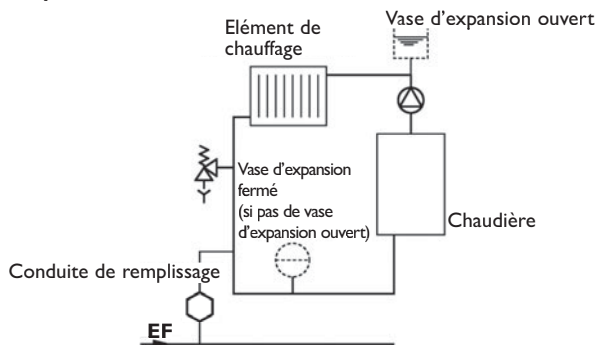 Vase d'expansion ouvert
Elément de
chauffage
Vase d'expansion
fermé
(si pas de vase
d'expansion ouvert)
Chaudière
Conduite de remplissage
EF